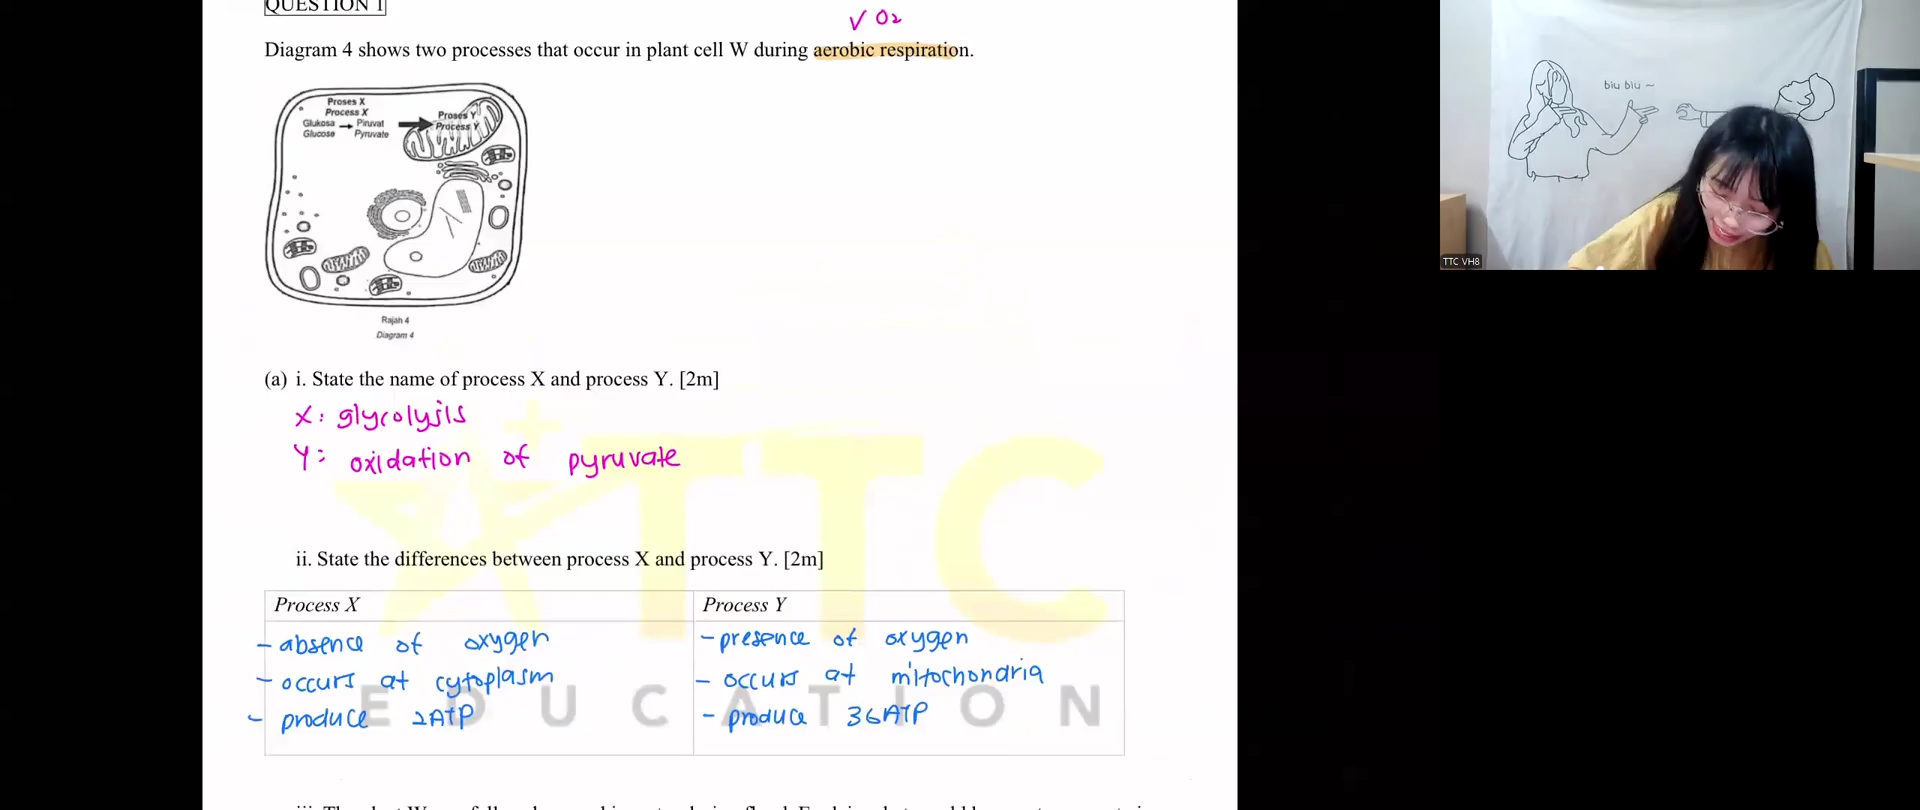 QUESTION 1
✓ O₂
Diagram 4 shows two processes that occur in plant cell W during aerobic respiration.
Proses X
Process X
Glukosa → Piruvat
Glucose Pyruvate
Proses Y
Process Y
Rajah 4
Diagram 4
(a) i. State the name of process X and process Y. [2m]
X: glycolysis
Y: oxidation of pyruvate
TTC
EDUCATION
ii. State the differences between process X and process Y. [2m]
Process X
Process Y
- absence of oxygen
- presence of oxygen
- occurs at cytoplasm
- occurs at mitochondria
- produce 2ATP
- produce 36ATP
biu biu ~
TTC VH8